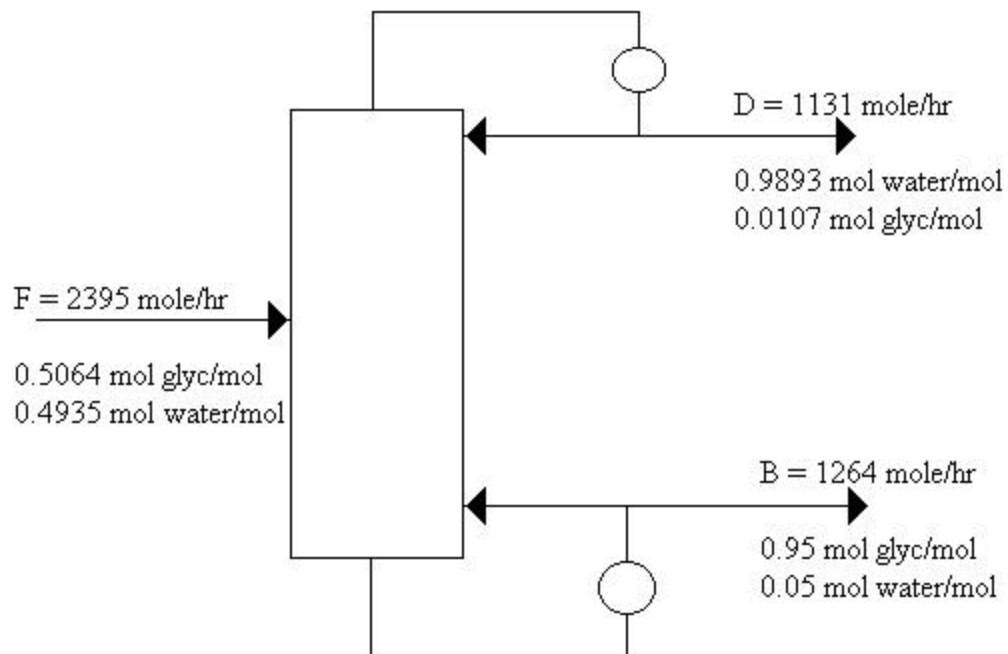 D = 1131 mole/hr
0.9893 mol water/mol
0.0107 mol glyc/mol
F = 2395 mole/hr
0.5064 mol glyc/mol
0.4935 mol water/mol
B = 1264 mole/hr
0.95 mol glyc/mol
0.05 mol water/mol